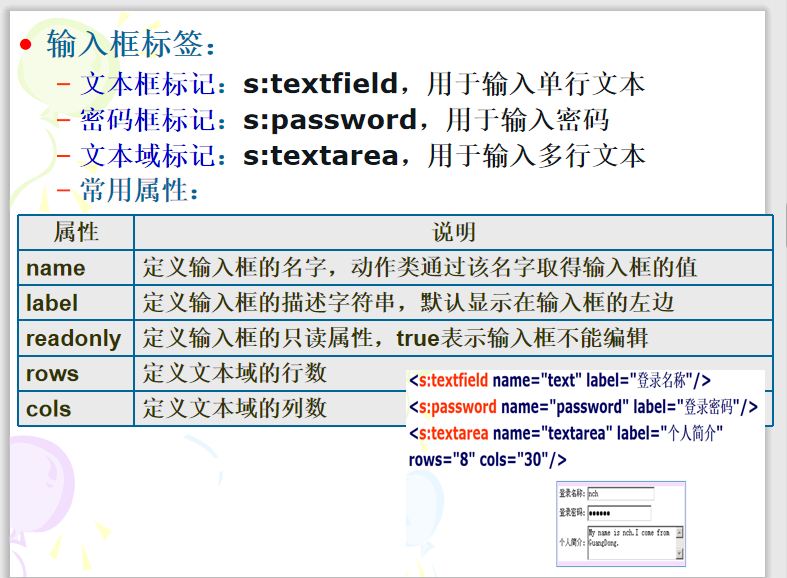 输入框标签：
文本框标记：s:textfield，用于输入单行文本
密码框标记：s:password，用于输入密码
文本域标记：s:textarea，用于输入多行文本
常用属性：
属性 说明
name 定义输入框的名字，动作类通过该名字取得输入框的值
label 定义输入框的描述字符串，默认显示在输入框的左边
readonly 定义输入框的只读属性，true表示输入框不能编辑
rows 定义文本域的行数
cols 定义文本域的列数
<s:textfield name="text" label="登录名称"/>
<s:password name="password" label="登录密码"/>
<s:textarea name="textarea" label="个人简介"
rows="8" cols="30"/>
登录名称: nch
登录密码: ●●●●●●
个人简介: My name is nch.I come from
GuangDong.